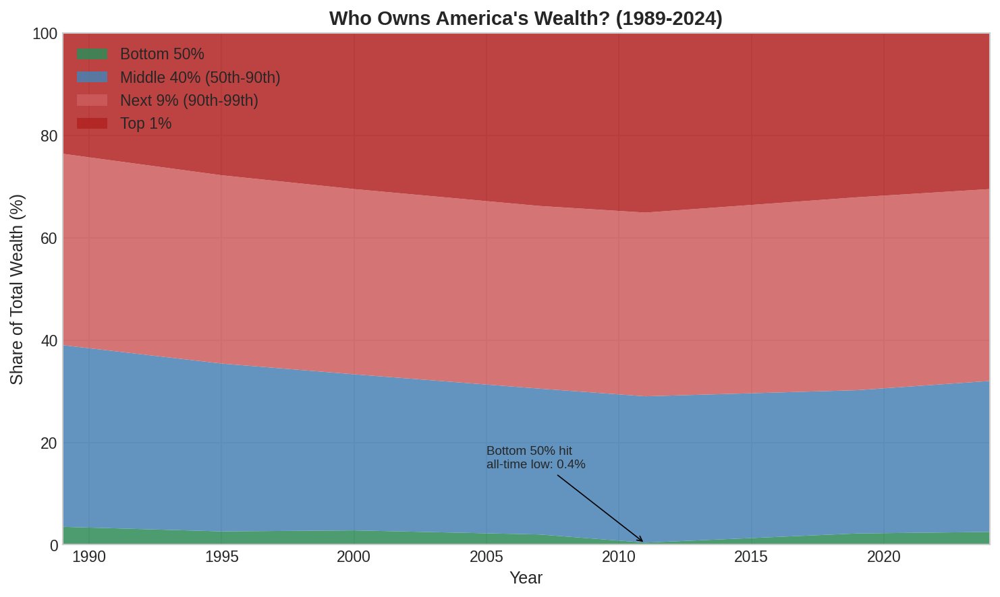 Who Owns America's Wealth? (1989-2024)
Share of Total Wealth (%)
100
80
60
40
20
0
Bottom 50%
Middle 40% (50th-90th)
Next 9% (90th-99th)
Top 1%
Bottom 50% hit
all-time low: 0.4%
1990 1995 2000 2005 2010 2015 2020
Year